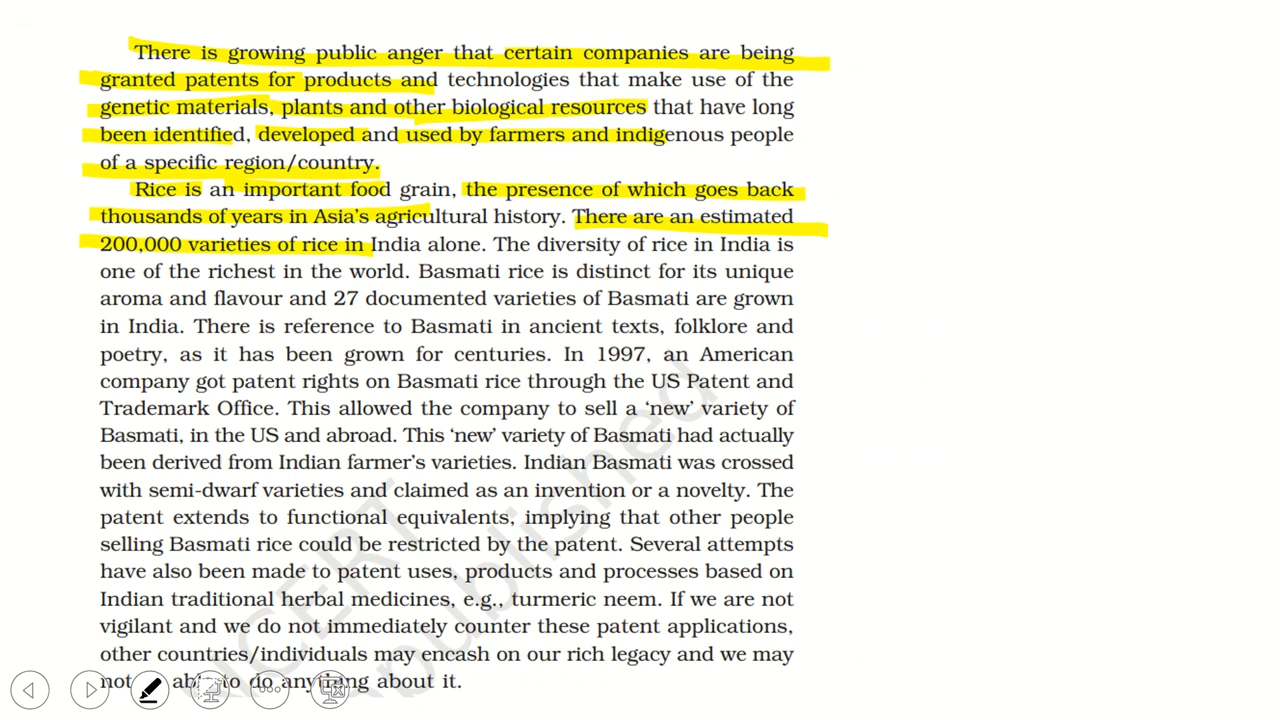 There is growing public anger that certain companies are being
granted patents for products and technologies that make use of the
genetic materials, plants and other biological resources that have long
been identified, developed and used by farmers and indigenous people
of a specific region/country.
Rice is an important food grain, the presence of which goes back
thousands of years in Asia's agricultural history. There are an estimated
200,000 varieties of rice in India alone. The diversity of rice in India is
one of the richest in the world. Basmati rice is distinct for its unique
aroma and flavour and 27 documented varieties of Basmati are grown
in India. There is reference to Basmati in ancient texts, folklore and
poetry, as it has been grown for centuries. In 1997, an American
company got patent rights on Basmati rice through the US Patent and
Trademark Office. This allowed the company to sell a ‘new’ variety of
Basmati, in the US and abroad. This ‘new’ variety of Basmati had actually
been derived from Indian farmer’s varieties. Indian Basmati was crossed
with semi-dwarf varieties and claimed as an invention or a novelty. The
patent extends to functional equivalents, implying that other people
selling Basmati rice could be restricted by the patent. Several attempts
have also been made to patent uses, products and processes based on
Indian traditional herbal medicines, e.g., turmeric neem. If we are not
vigilant and we do not immediately counter these patent applications,
other countries/individuals may encash on our rich legacy and we may
not to do anything about it.
NCERT
published